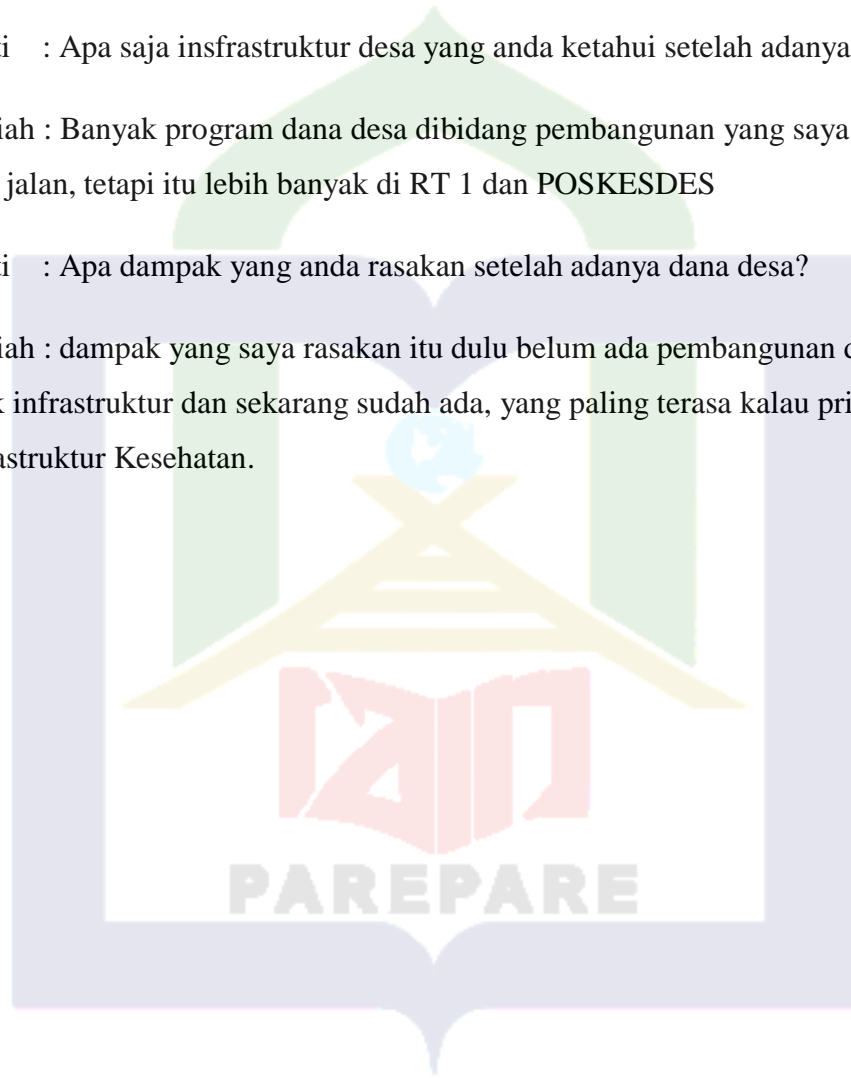 ti : Apa saja insfrastruktur desa yang anda ketahui setelah adanya
iah : Banyak program dana desa dibidang pembangunan yang saya
jalan, tetapi itu lebih banyak di RT 1 dan POSKESDES
ti : Apa dampak yang anda rasakan setelah adanya dana desa?
iah : dampak yang saya rasakan itu dulu belum ada pembangunan
k infrastruktur dan sekarang sudah ada, yang paling terasa kalau pri
astruktur Kesehatan.
iain
PAREPARE